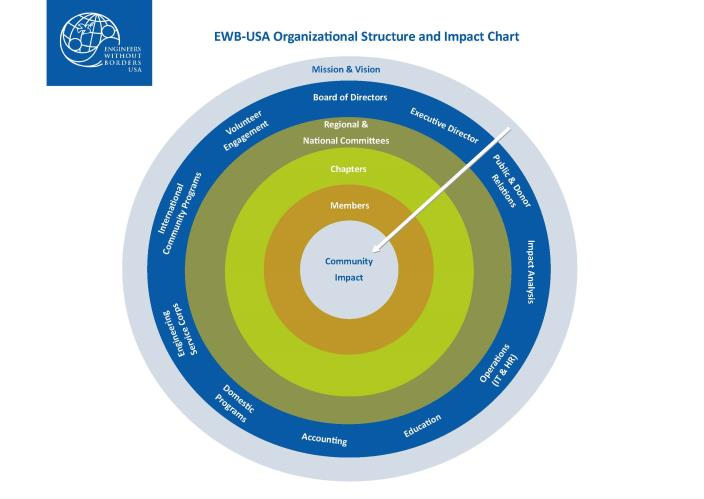 EWB-USA Organizational Structure and Impact Chart
ENGINEERS
WITHOUT
BORDERS
USA
Mission & Vision
Board of Directors
Executive Director
Public & Donor
Relations
Impact Analysis
Operations
(IT & HR)
Education
Accounting
Domestic
Programs
Engineering
Service Corps
International
Community Programs
Volunteer
Engagement
Regional &
National Committees
Chapters
Members
Community
Impact